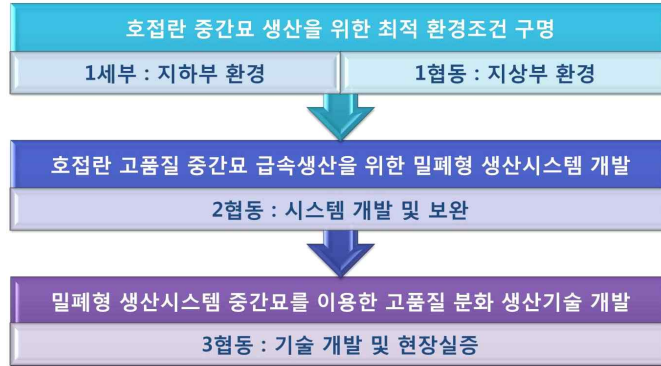 호접란 중간묘 생산을 위한 최적 환경조건 구명
1세부 : 지하부 환경
1협동 : 지상부 환경
호접란 고품질 중간묘 급속생산을 위한 밀폐형 생산시스템 개발
2협동 : 시스템 개발 및 보완
밀폐형 생산시스템 중간묘를 이용한 고품질 분화 생산기술 개발
3협동 : 기술 개발 및 현장실증